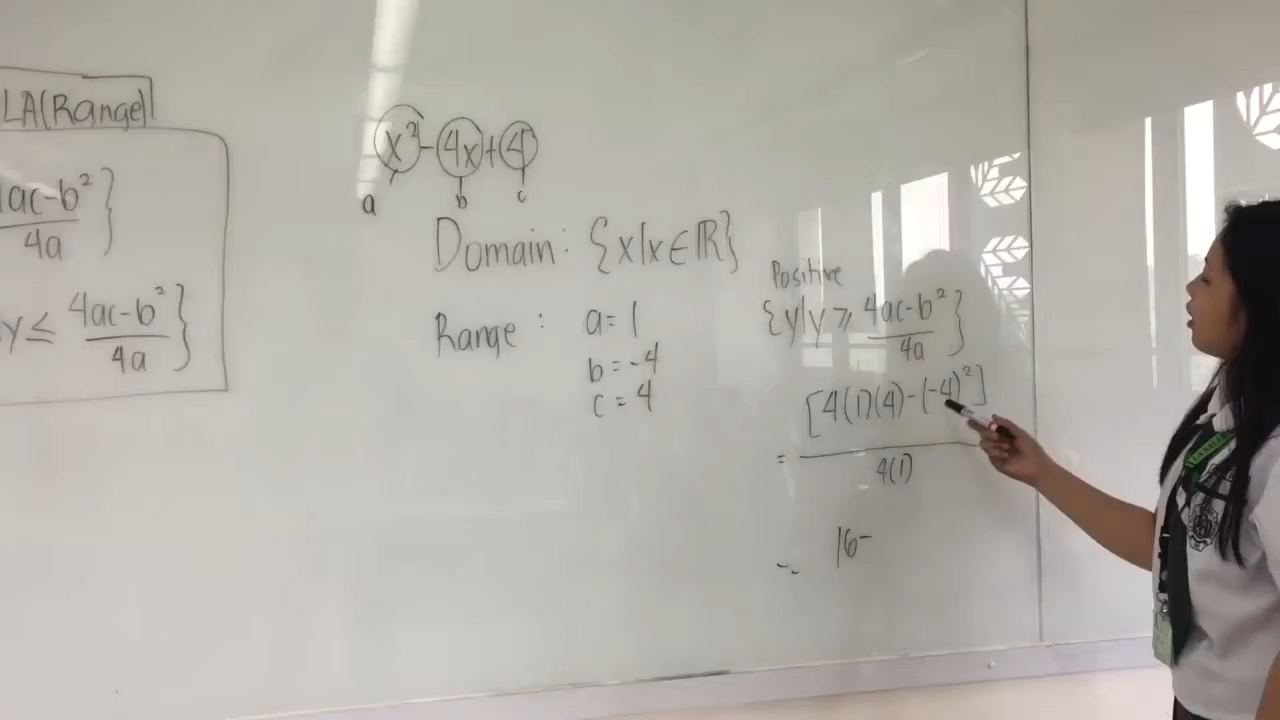 LA(Range)
4ac-b²
4a }
y ≤ 4ac-b²
4a }
x² - 4x + 4
a b c
Domain: {x|x∈ℝ}
Range: a = 1
b = -4
c = 4
Positive
{y|y ≥ 4ac-b²
4a }
= [4(1)(4)-(-4)²]
4(1)
= 16-